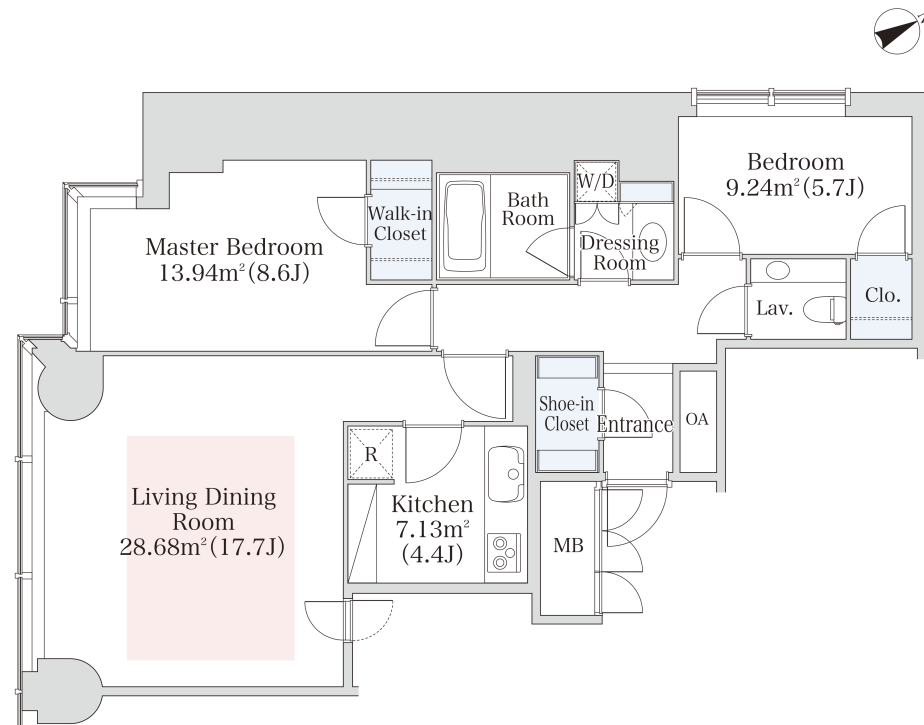 Bedroom
9.24m²(5.7J)
W/D
Bath
Room
Walk-in
Closet
Dressing
Room
Master Bedroom
13.94m²(8.6J)
Lav.
Clo.
Shoe-in
Closet
Entrance
OA
R
Kitchen
7.13m²
(4.4J)
Living Dining
Room
28.68m²(17.7J)
MB